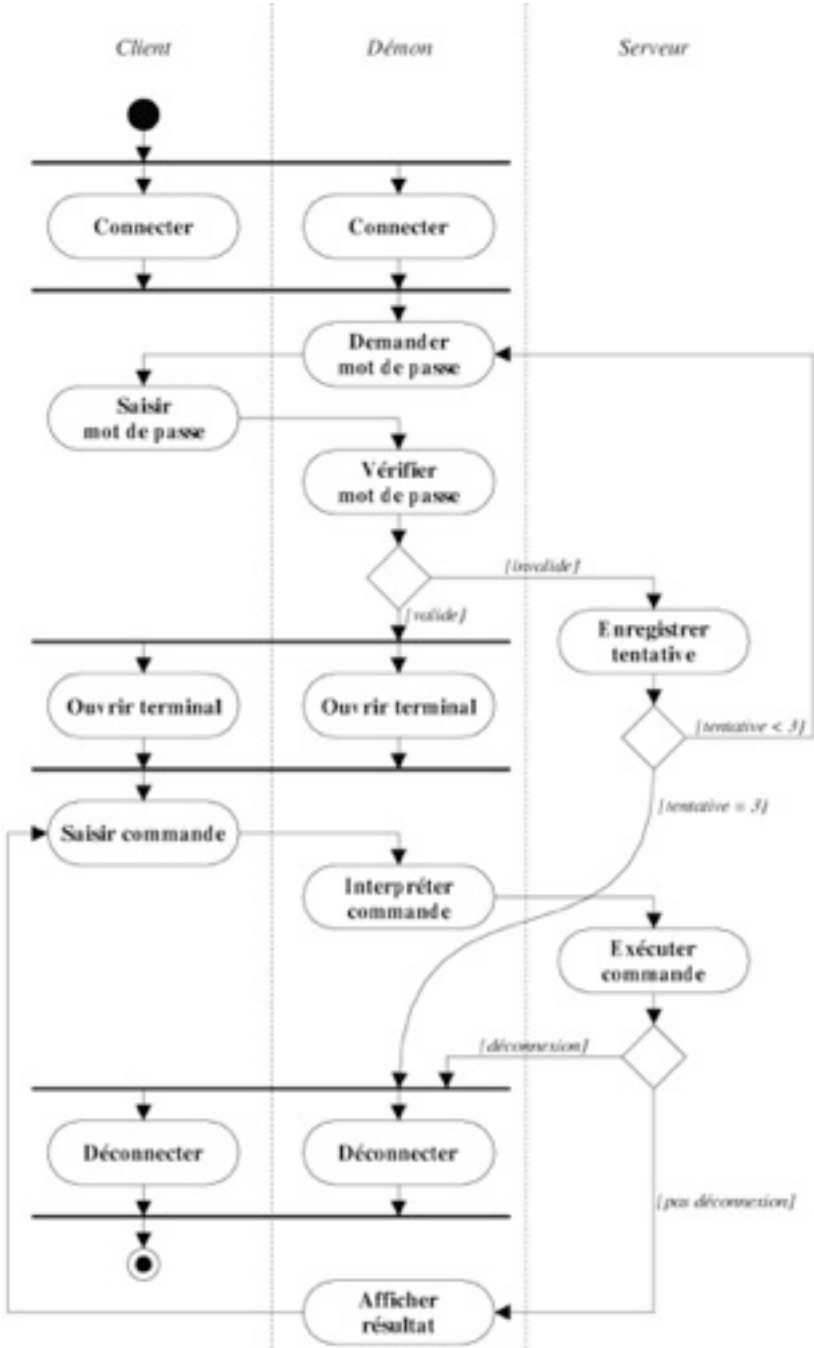 Client
Démon
Serveur
Connecter
Connecter
Demander
mot de passe
Saisir
mot de passe
Vérifier
mot de passe
[invalide]
[valide]
Enregistrer
tentative
Ouvrir terminal
Ouvrir terminal
[tentative < 3]
[tentative = 3]
Saisir commande
Interpréter
commande
Exécuter
commande
[déconnexion]
Déconnecter
Déconnecter
[pas déconnexion]
Afficher
résultat